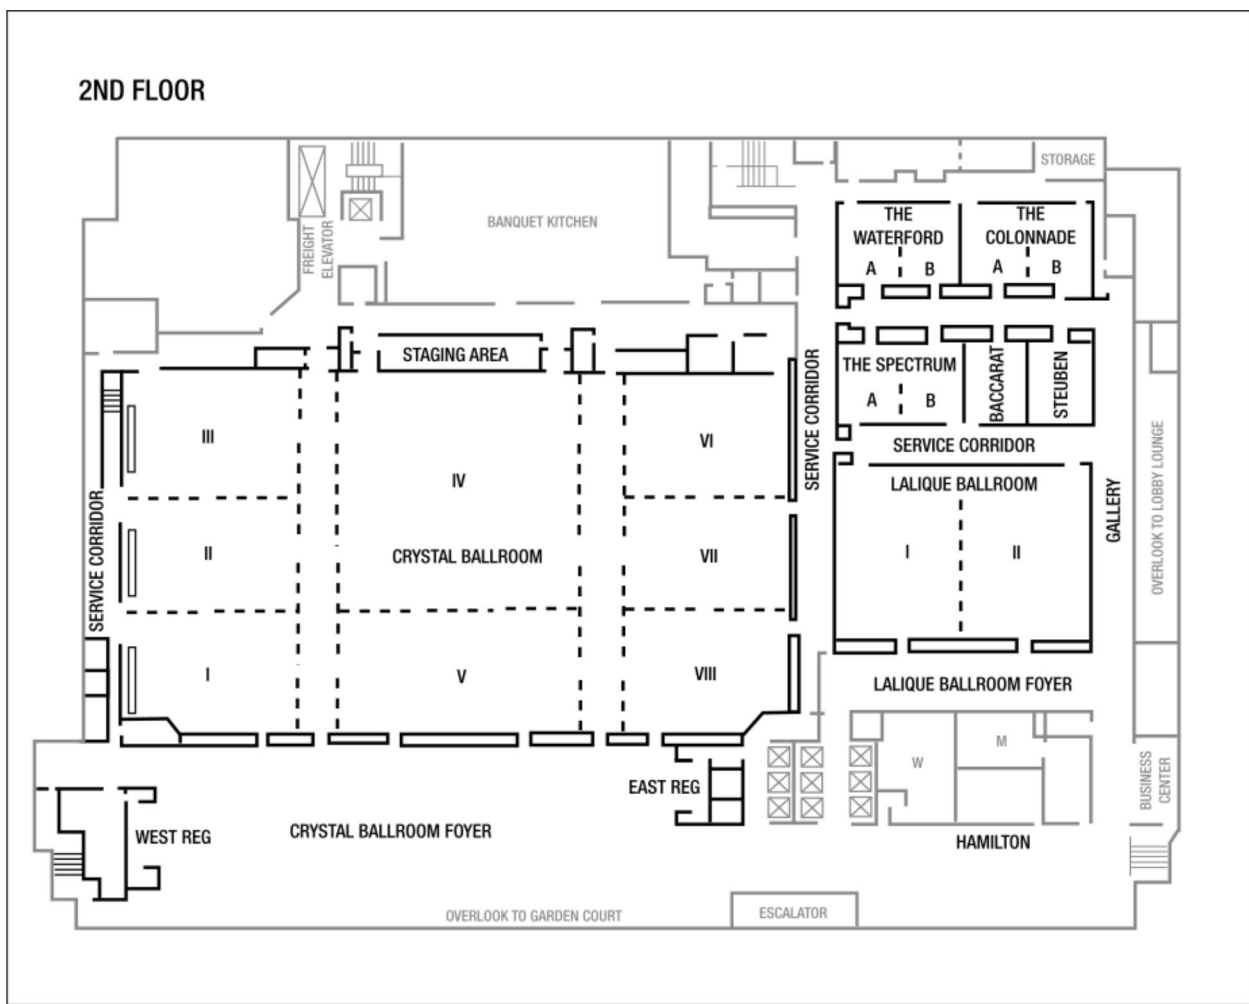 2ND FLOOR
STORAGE
BANQUET KITCHEN
FREIGHT
ELEVATOR
THE
WATERFORD
A
B
THE
COLONNADE
A
B
STAGING AREA
THE SPECTRUM
A
B
BACCARAT
STEUBEN
SERVICE CORRIDOR
SERVICE CORRIDOR
LALIQUE BALLROOM
I
II
GALLERY
OVERLOOK TO LOBBY LOUNGE
III
IV
VI
SERVICE CORRIDOR
II
CRYSTAL BALLROOM
VII
I
V
VIII
LALIQUE BALLROOM FOYER
W
M
BUSINESS
CENTER
EAST REG
WEST REG
CRYSTAL BALLROOM FOYER
HAMILTON
OVERLOOK TO GARDEN COURT
ESCALATOR